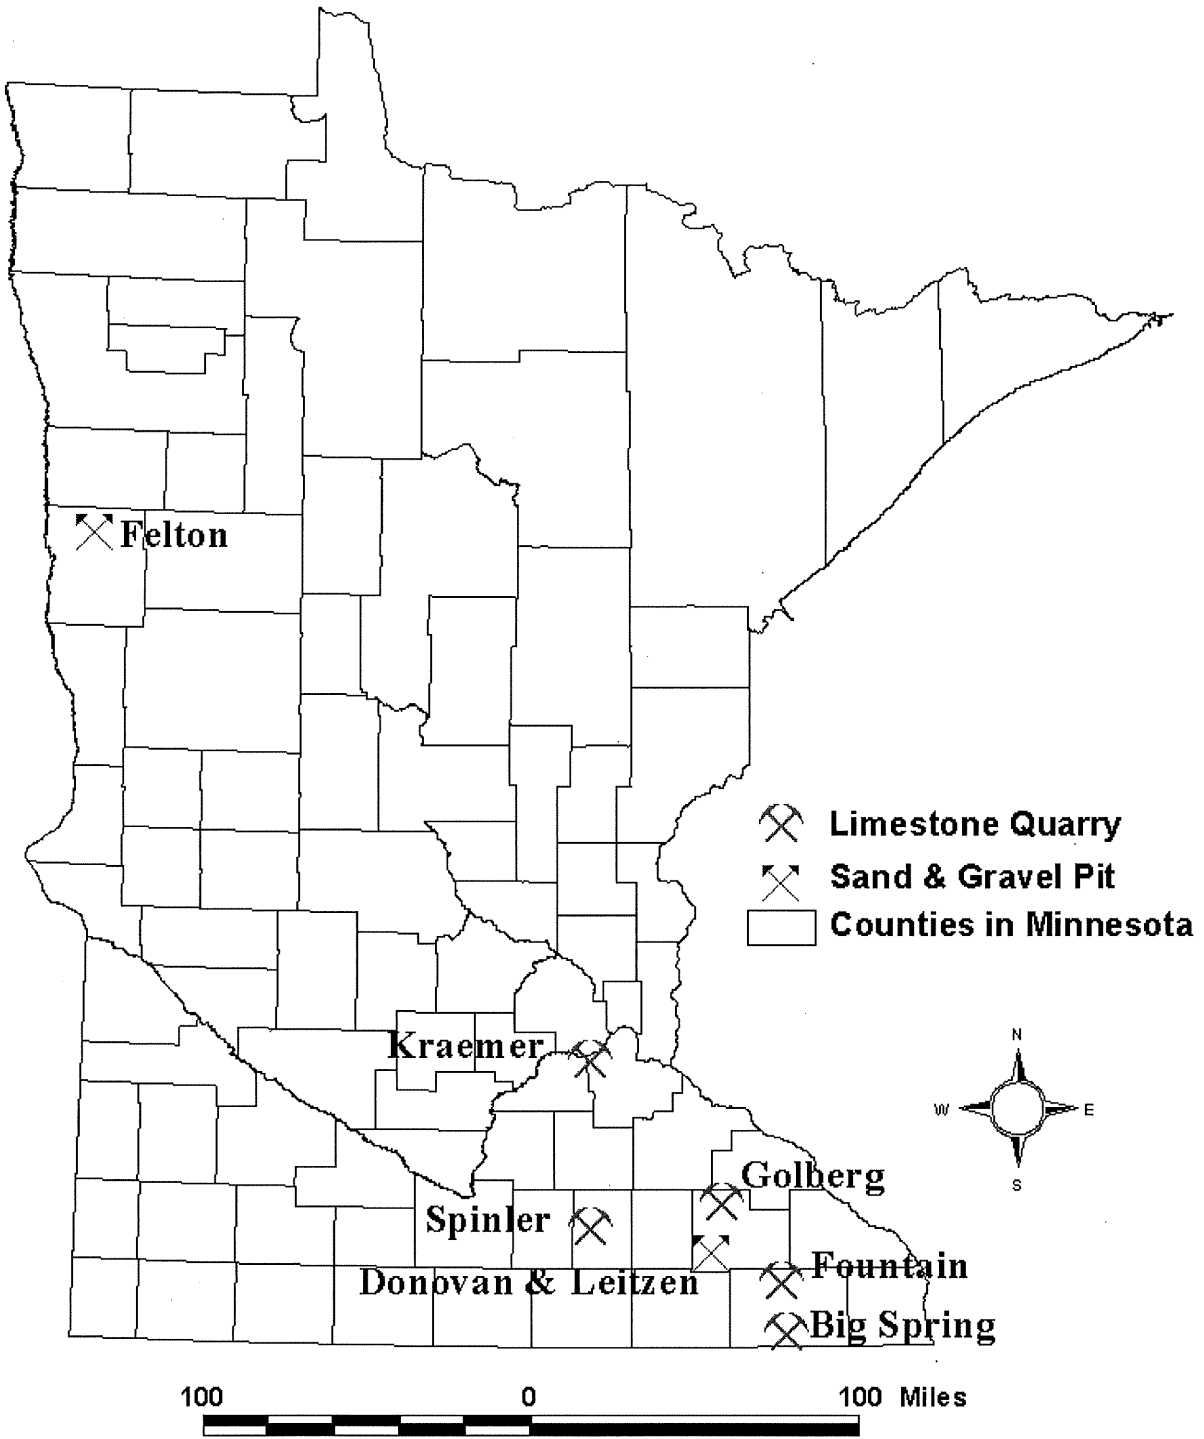 Felton
Limestone Quarry
Sand & Gravel Pit
Counties in Minnesota
Kraemer
N
W
E
S
Golberg
Spinler
Fountain
Donovan & Leitzen
Big Spring
100 0 100 Miles